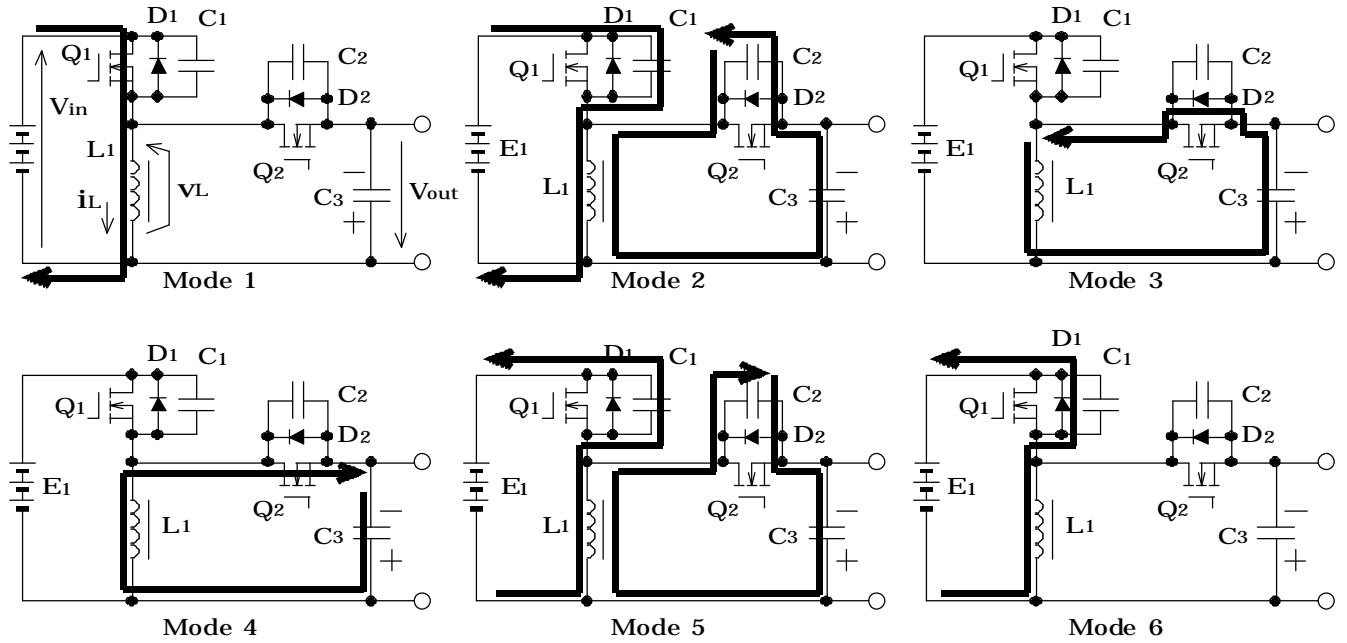 D1 C1
Q1
C2
Vin
D2
L1
Q2
iL
vL
C3
−
+
Vout
Mode 1
D1 C1
Q1
C2
D2
E1
L1
Q2
C3
−
+
Mode 2
D1 C1
Q1
C2
D2
E1
L1
Q2
C3
−
+
Mode 3
D1 C1
Q1
C2
D2
E1
L1
Q2
C3
−
+
Mode 4
D1 C1
Q1
C2
D2
E1
L1
Q2
C3
−
+
Mode 5
D1 C1
Q1
C2
D2
E1
L1
Q2
C3
−
+
Mode 6